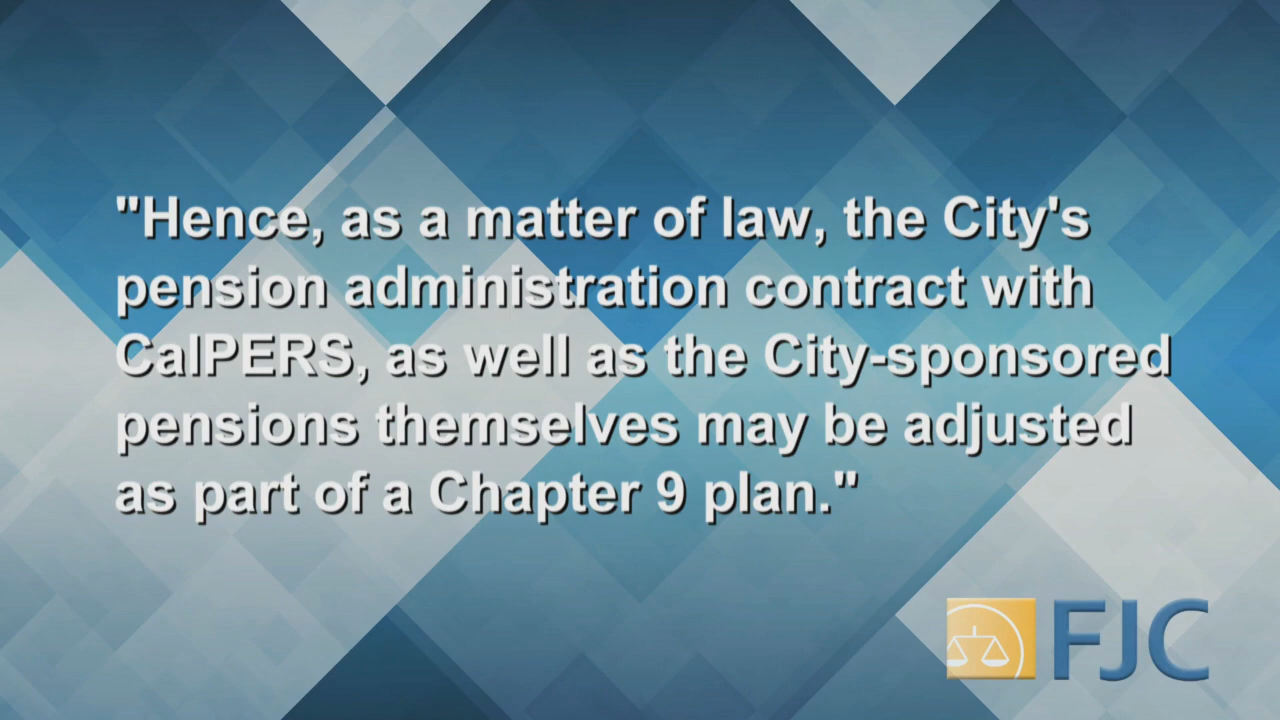 "Hence, as a matter of law, the City's
pension administration contract with
CalPERS, as well as the City-sponsored
pensions themselves may be adjusted
as part of a Chapter 9 plan."
FJC